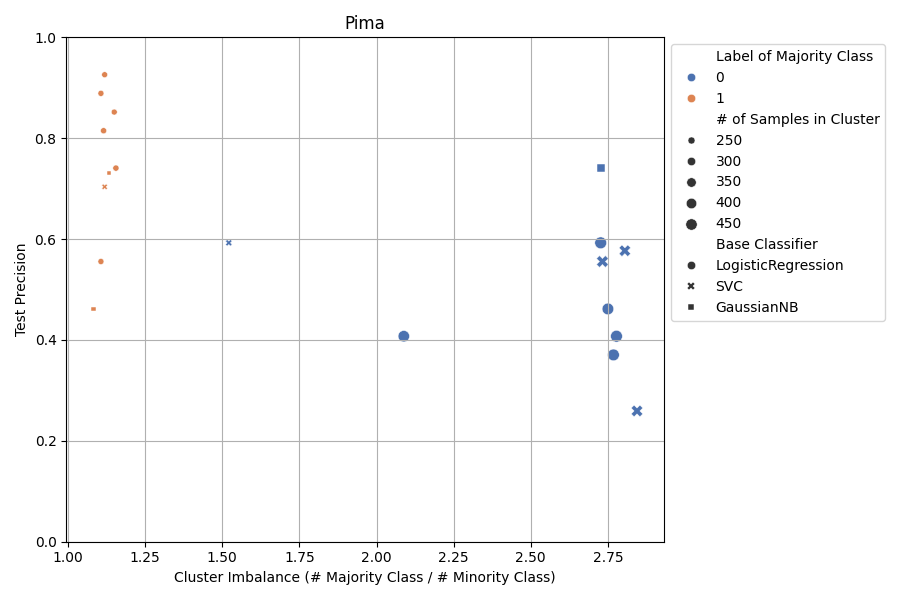 Pima
1.0
0.8
0.6
0.4
0.2
0.0
Test Precision
1.00
1.25
1.50
1.75
2.00
2.25
2.50
2.75
Cluster Imbalance (# Majority Class / # Minority Class)
Label of Majority Class
0
1
# of Samples in Cluster
250
300
350
400
450
Base Classifier
LogisticRegression
SVC
GaussianNB